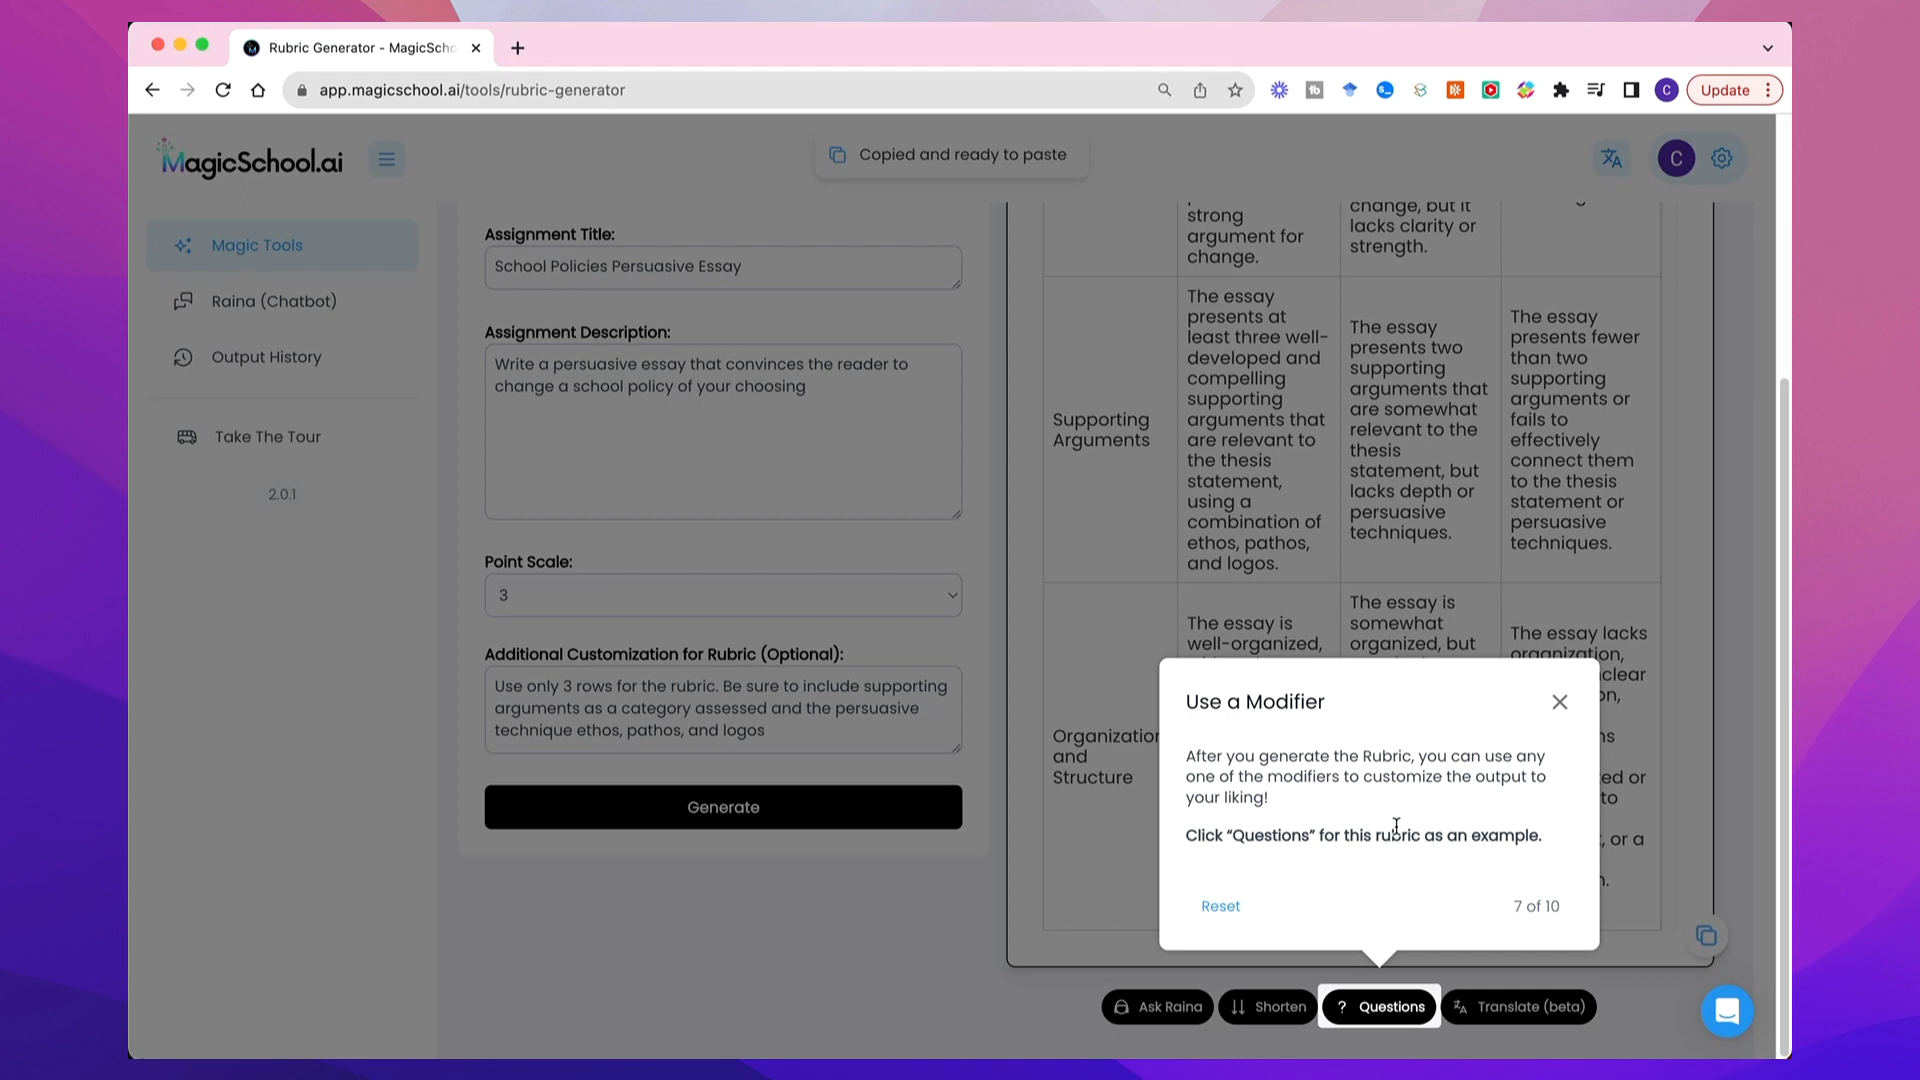 Rubric Generator - MagicScho
app.magicschool.ai/tools/rubric-generator
Update
MagicSchool.ai
Copied and ready to paste
C
Magic Tools
Raina (Chatbot)
Output History
Take The Tour
2.0.1
Assignment Title:
School Policies Persuasive Essay
Assignment Description:
Write a persuasive essay that convinces the reader to
change a school policy of your choosing
Point Scale:
3
Additional Customization for Rubric (Optional):
Use only 3 rows for the rubric. Be sure to include supporting
arguments as a category assessed and the persuasive
technique ethos, pathos, and logos
Generate
strong
argument for
change.
change, but it
lacks clarity or
strength.
Supporting
Arguments
The essay
presents at
least three well-
developed and
compelling
supporting
arguments that
are relevant to
the thesis
statement,
using a
combination of
ethos, pathos,
and logos.
The essay
presents two
supporting
arguments that
are somewhat
relevant to the
thesis
statement, but
lacks depth or
persuasive
techniques.
The essay
presents fewer
than two
supporting
arguments or
fails to
effectively
connect them
to the thesis
statement or
persuasive
techniques.
Organization
and
Structure
The essay is
well-organized,
The essay is
somewhat
organized, but
The essay lacks
organization,
Use a Modifier
After you generate the Rubric, you can use any
one of the modifiers to customize the output to
your liking!
Click “Questions” for this rubric as an example.
Reset
7 of 10
Ask Raina
Shorten
? Questions
Translate (beta)